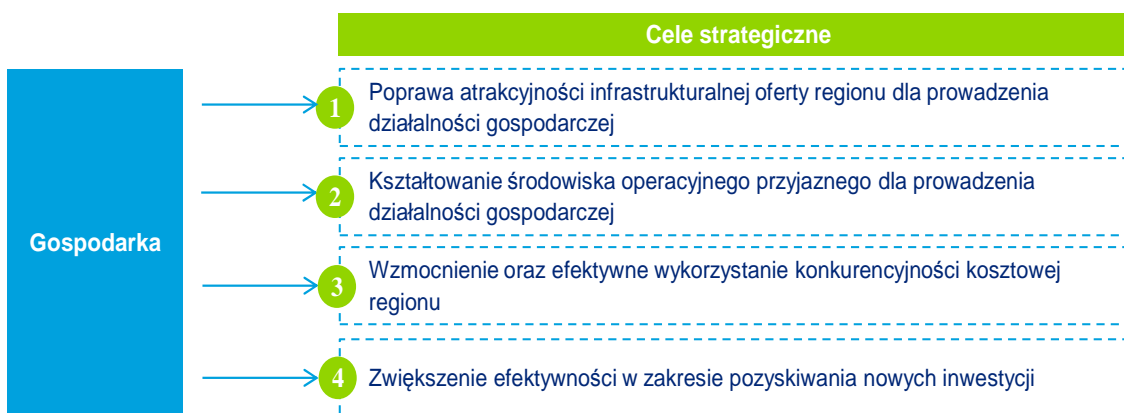 Cele strategiczne
Gospodarka
1
Poprawa atrakcyjności infrastrukturalnej oferty regionu dla prowadzenia
działalności gospodarczej
2
Kształtowanie środowiska operacyjnego przyjaznego dla prowadzenia
działalności gospodarczej
3
Wzmocnienie oraz efektywne wykorzystanie konkurencyjności kosztowej
regionu
4
Zwiększenie efektywności w zakresie pozyskiwania nowych inwestycji